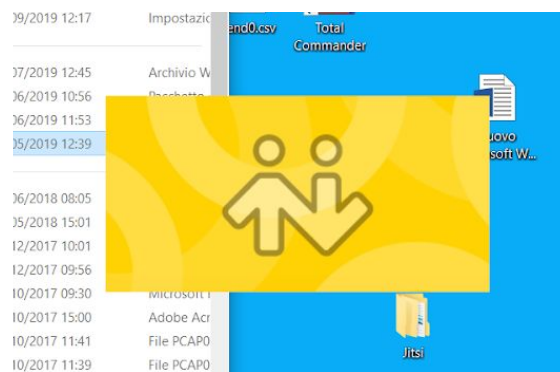 09/2019 12:17 Impostazic
07/2019 12:45 Archivio W
06/2019 10:56
06/2019 11:53
05/2019 12:39
06/2018 08:05
05/2018 15:01
12/2017 10:01
12/2017 09:56
10/2017 09:30 Microsoft
10/2017 15:00 Adobe Acr
10/2017 11:41 File PCAP0
10/2017 11:39 File PCAP0
end0.csv
Total
Commander
uovo
soft W...
Jitsi